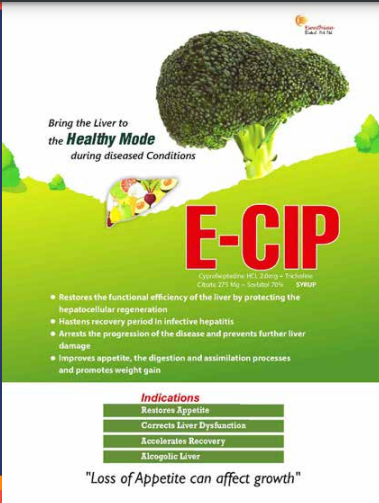 Bring the Liver to
the Healthy Mode
during diseased Conditions
E-CIP
Cyproheptadine HCL 2.0mg + Tricholine
Citrate 275 Mg + Sorbitol 70% SYRUP
Restores the functional efficiency of the liver by protecting the
hepatocellular regeneration
Hastens recovery period in infective hepatitis
Arrests the progression of the disease and prevents further liver
damage
Improves appetite, the digestion and assimilation processes
and promotes weight gain
Indications
Restores Appetite
Corrects Liver Dysfunction
Accelerates Recovery
Alcogolic Liver
"Loss of Appetite can affect growth"